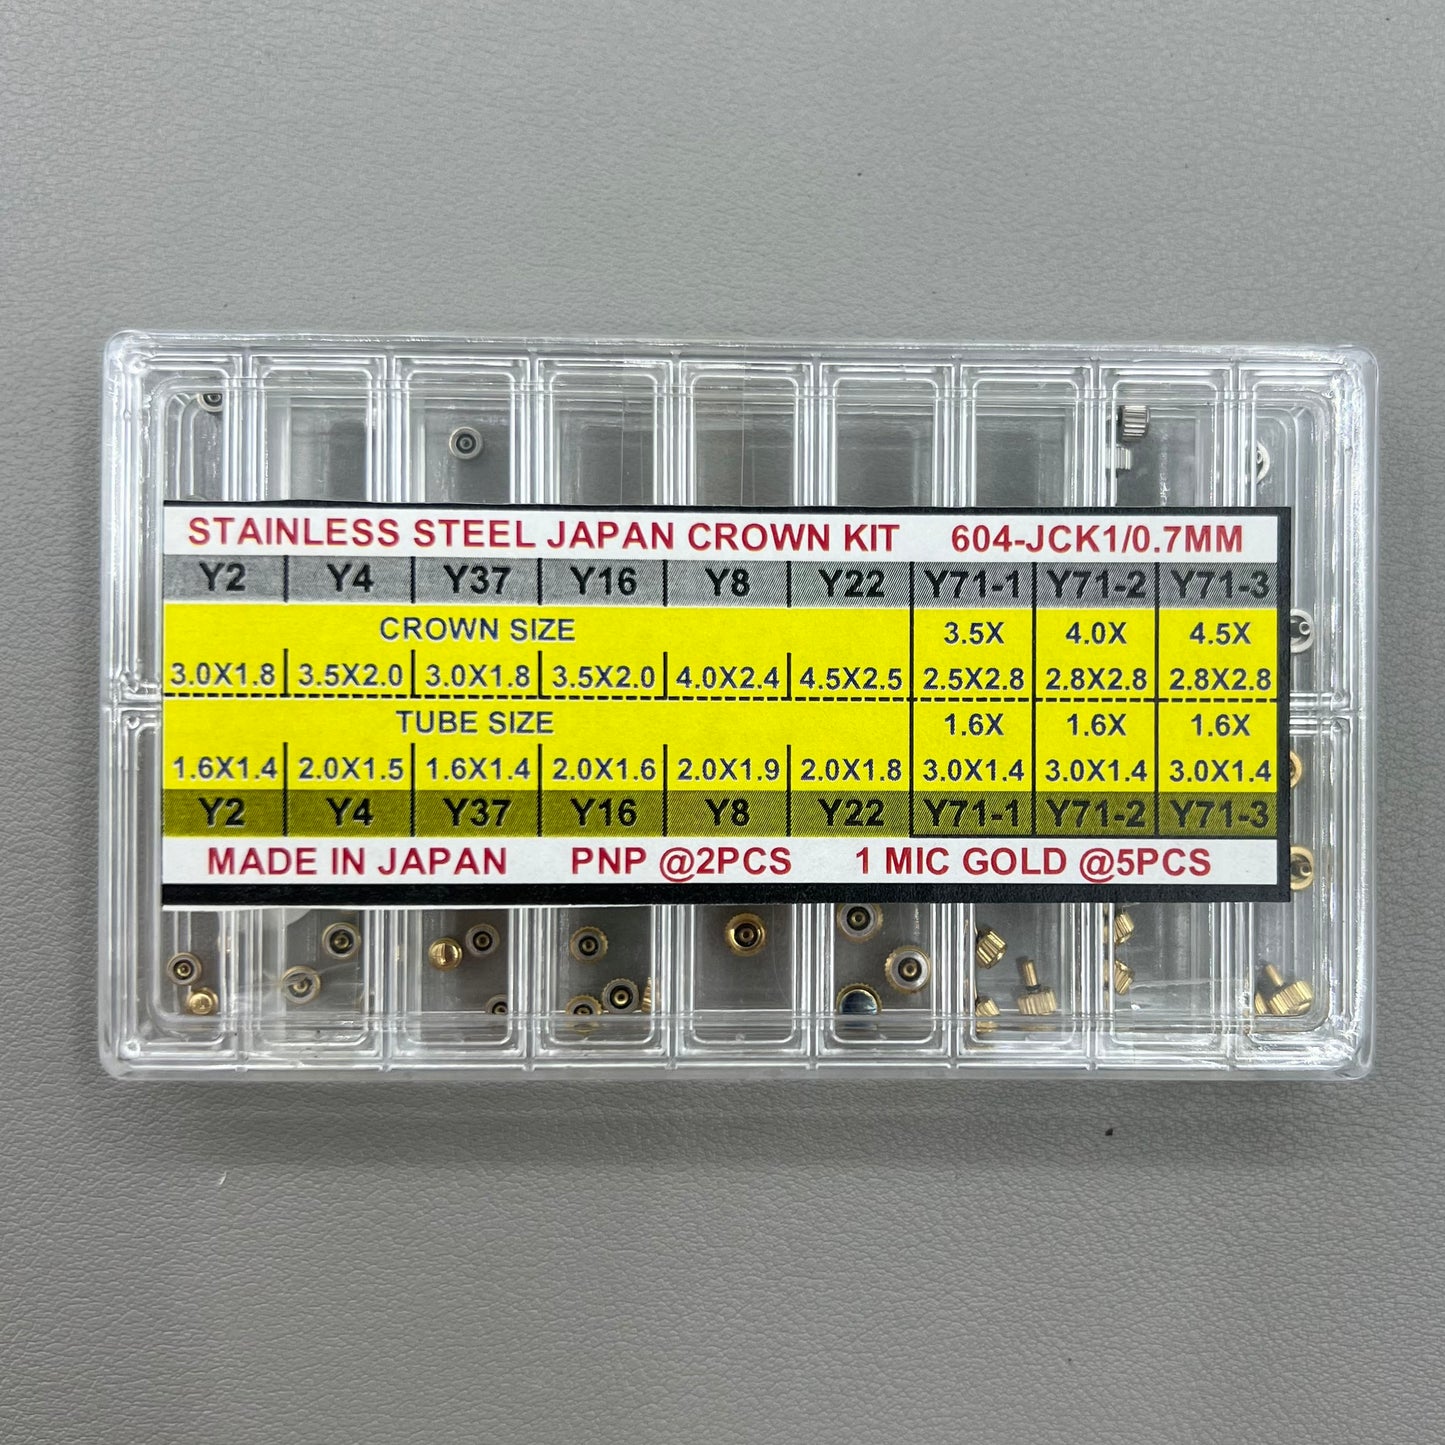 STAINLESS STEEL JAPAN CROWN KIT 604-JCK1/0.7MM
Y2 Y4 Y37 Y16 Y8 Y22 Y71-1 Y71-2 Y71-3
CROWN SIZE 3.5X 4.0X 4.5X
3.0X1.8 3.5X2.0 3.0X1.8 3.5X2.0 4.0X2.4 4.5X2.5 2.5X2.8 2.8X2.8 2.8X2.8
TUBE SIZE 1.6X 1.6X 1.6X
1.6X1.4 2.0X1.5 1.6X1.4 2.0X1.6 2.0X1.9 2.0X1.8 3.0X1.4 3.0X1.4 3.0X1.4
Y2 Y4 Y37 Y16 Y8 Y22 Y71-1 Y71-2 Y71-3
MADE IN JAPAN PNP @2PCS 1 MIC GOLD @5PCS